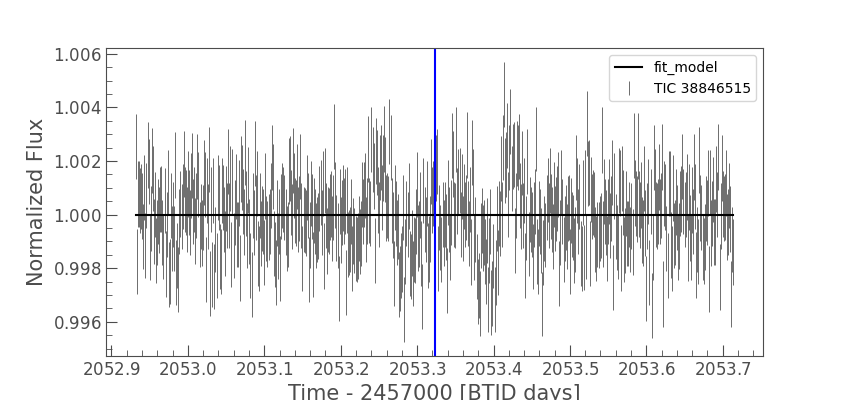 1.006
1.004
1.002
1.000
0.998
0.996
Normalized Flux
fit_model
TIC 38846515
2052.9 2053.0 2053.1 2053.2 2053.3 2053.4 2053.5 2053.6 2053.7
Time - 2457000 [BTJD days]